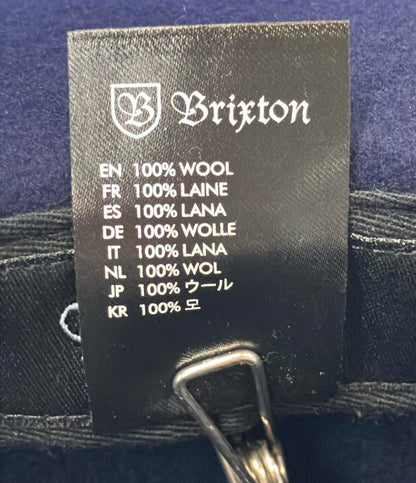 B Brixton
EN 100% WOOL
FR 100% LAINE
ES 100% LANA
DE 100% WOLLE
IT 100% LANA
NL 100% WOL
JP 100% ウール
KR 100% 모